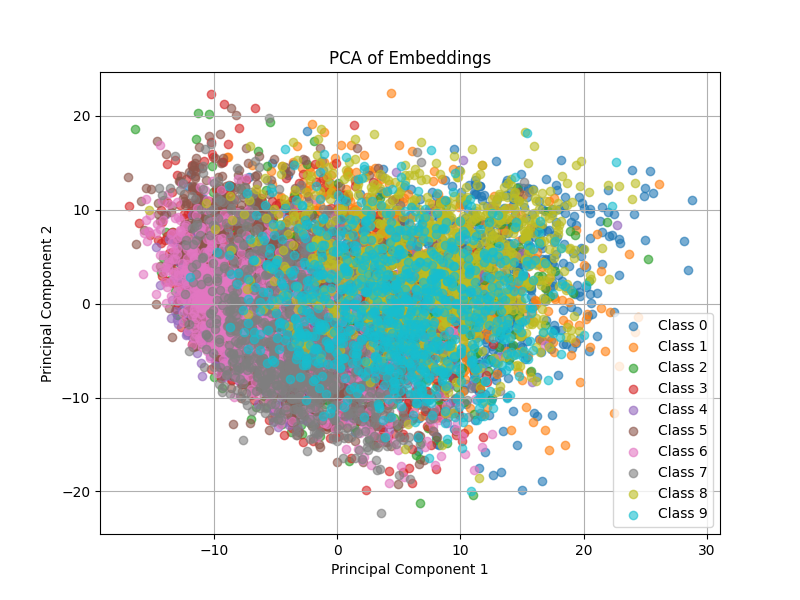 PCA of Embeddings
Principal Component 2
20
10
0
−10
−20
−10
0
10
20
30
Principal Component 1
Class 0
Class 1
Class 2
Class 3
Class 4
Class 5
Class 6
Class 7
Class 8
Class 9